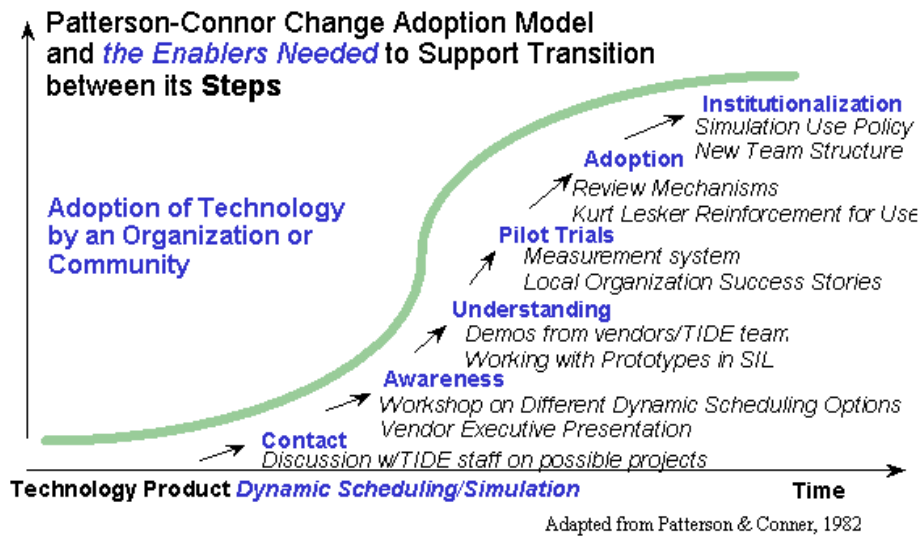 Patterson-Connor Change Adoption Model
and the Enablers Needed to Support Transition
between its Steps
Institutionalization
Simulation Use Policy
New Team Structure
Adoption
Review Mechanisms
Kurt Lesker Reinforcement for Use
Adoption of Technology
by an Organization or
Community
Pilot Trials
Measurement system
Local Organization Success Stories
Understanding
Demos from vendors/TIDE team
Working with Prototypes in SIL
Awareness
Workshop on Different Dynamic Scheduling Options
Vendor Executive Presentation
Contact
Discussion w/TIDE staff on possible projects
Technology Product Dynamic Scheduling/Simulation
Time
Adapted from Patterson & Conner, 1982